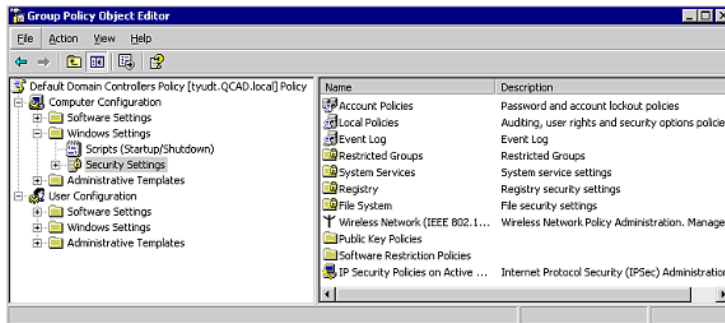 Group Policy Object Editor
File Action View Help
Default Domain Controllers Policy [tyudt.QCAD.local] Policy
Computer Configuration
Software Settings
Windows Settings
Scripts (Startup/Shutdown)
Security Settings
Administrative Templates
User Configuration
Software Settings
Windows Settings
Administrative Templates
Name Description
Account Policies Password and account lockout policies
Local Policies Auditing, user rights and security options policie
Event Log Event Log
Restricted Groups Restricted Groups
System Services System service settings
Registry Registry security settings
File System File security settings
Wireless Network (IEEE 802.1... Wireless Network Policy Administration. Manage
Public Key Policies
Software Restriction Policies
IP Security Policies on Active ... Internet Protocol Security (IPSec) Administration